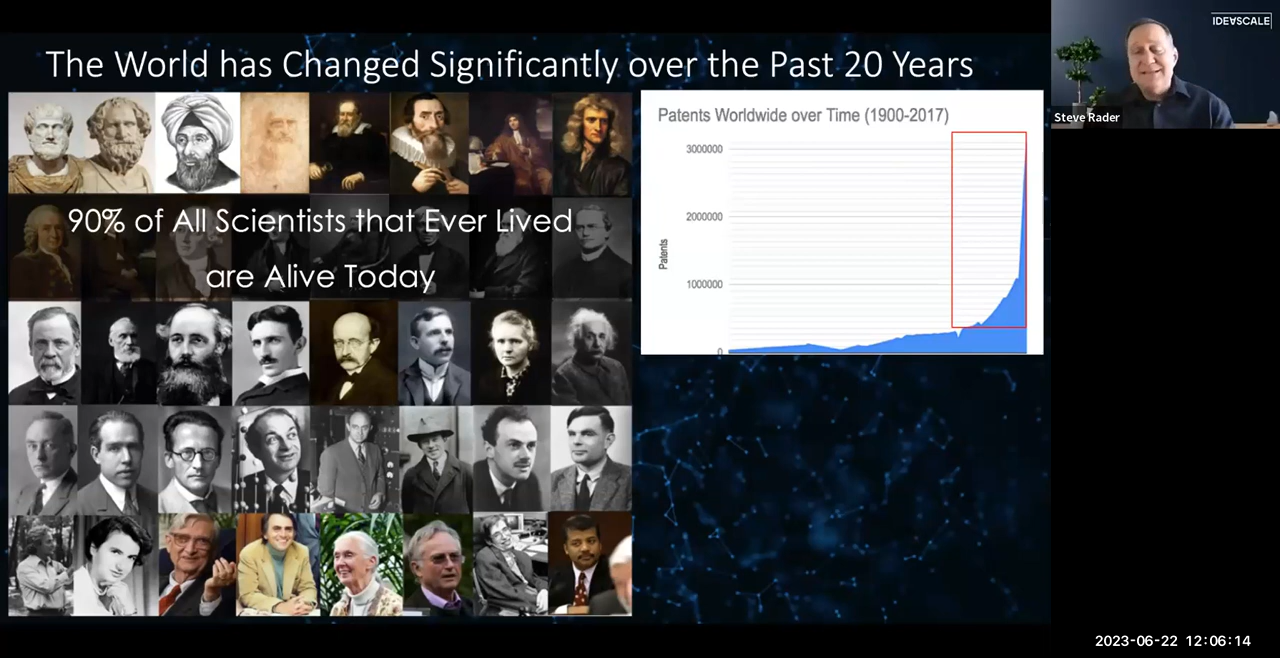 The World has Changed Significantly over the Past 20 Years
90% of All Scientists that Ever Lived
are Alive Today
Patents Worldwide over Time (1900-2017)
3000000
2000000
1000000
0
Patents
IDEASCALE
Steve Rader
2023-06-22 12:06:14